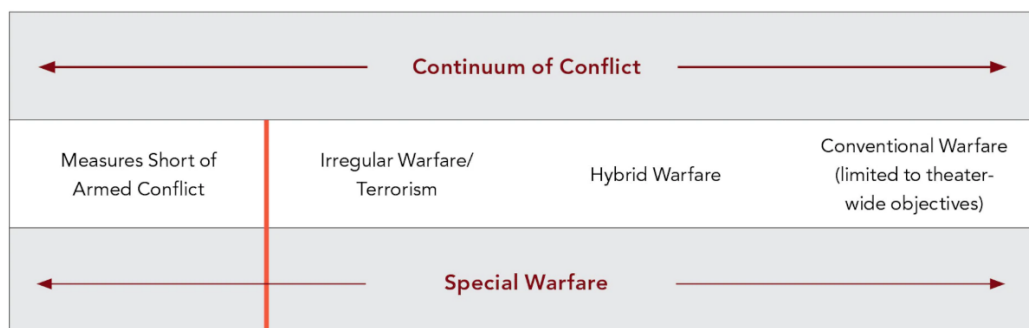 Continuum of Conflict
Measures Short of
Armed Conflict
Irregular Warfare/
Terrorism
Hybrid Warfare
Conventional Warfare
(limited to theater-
wide objectives)
Special Warfare